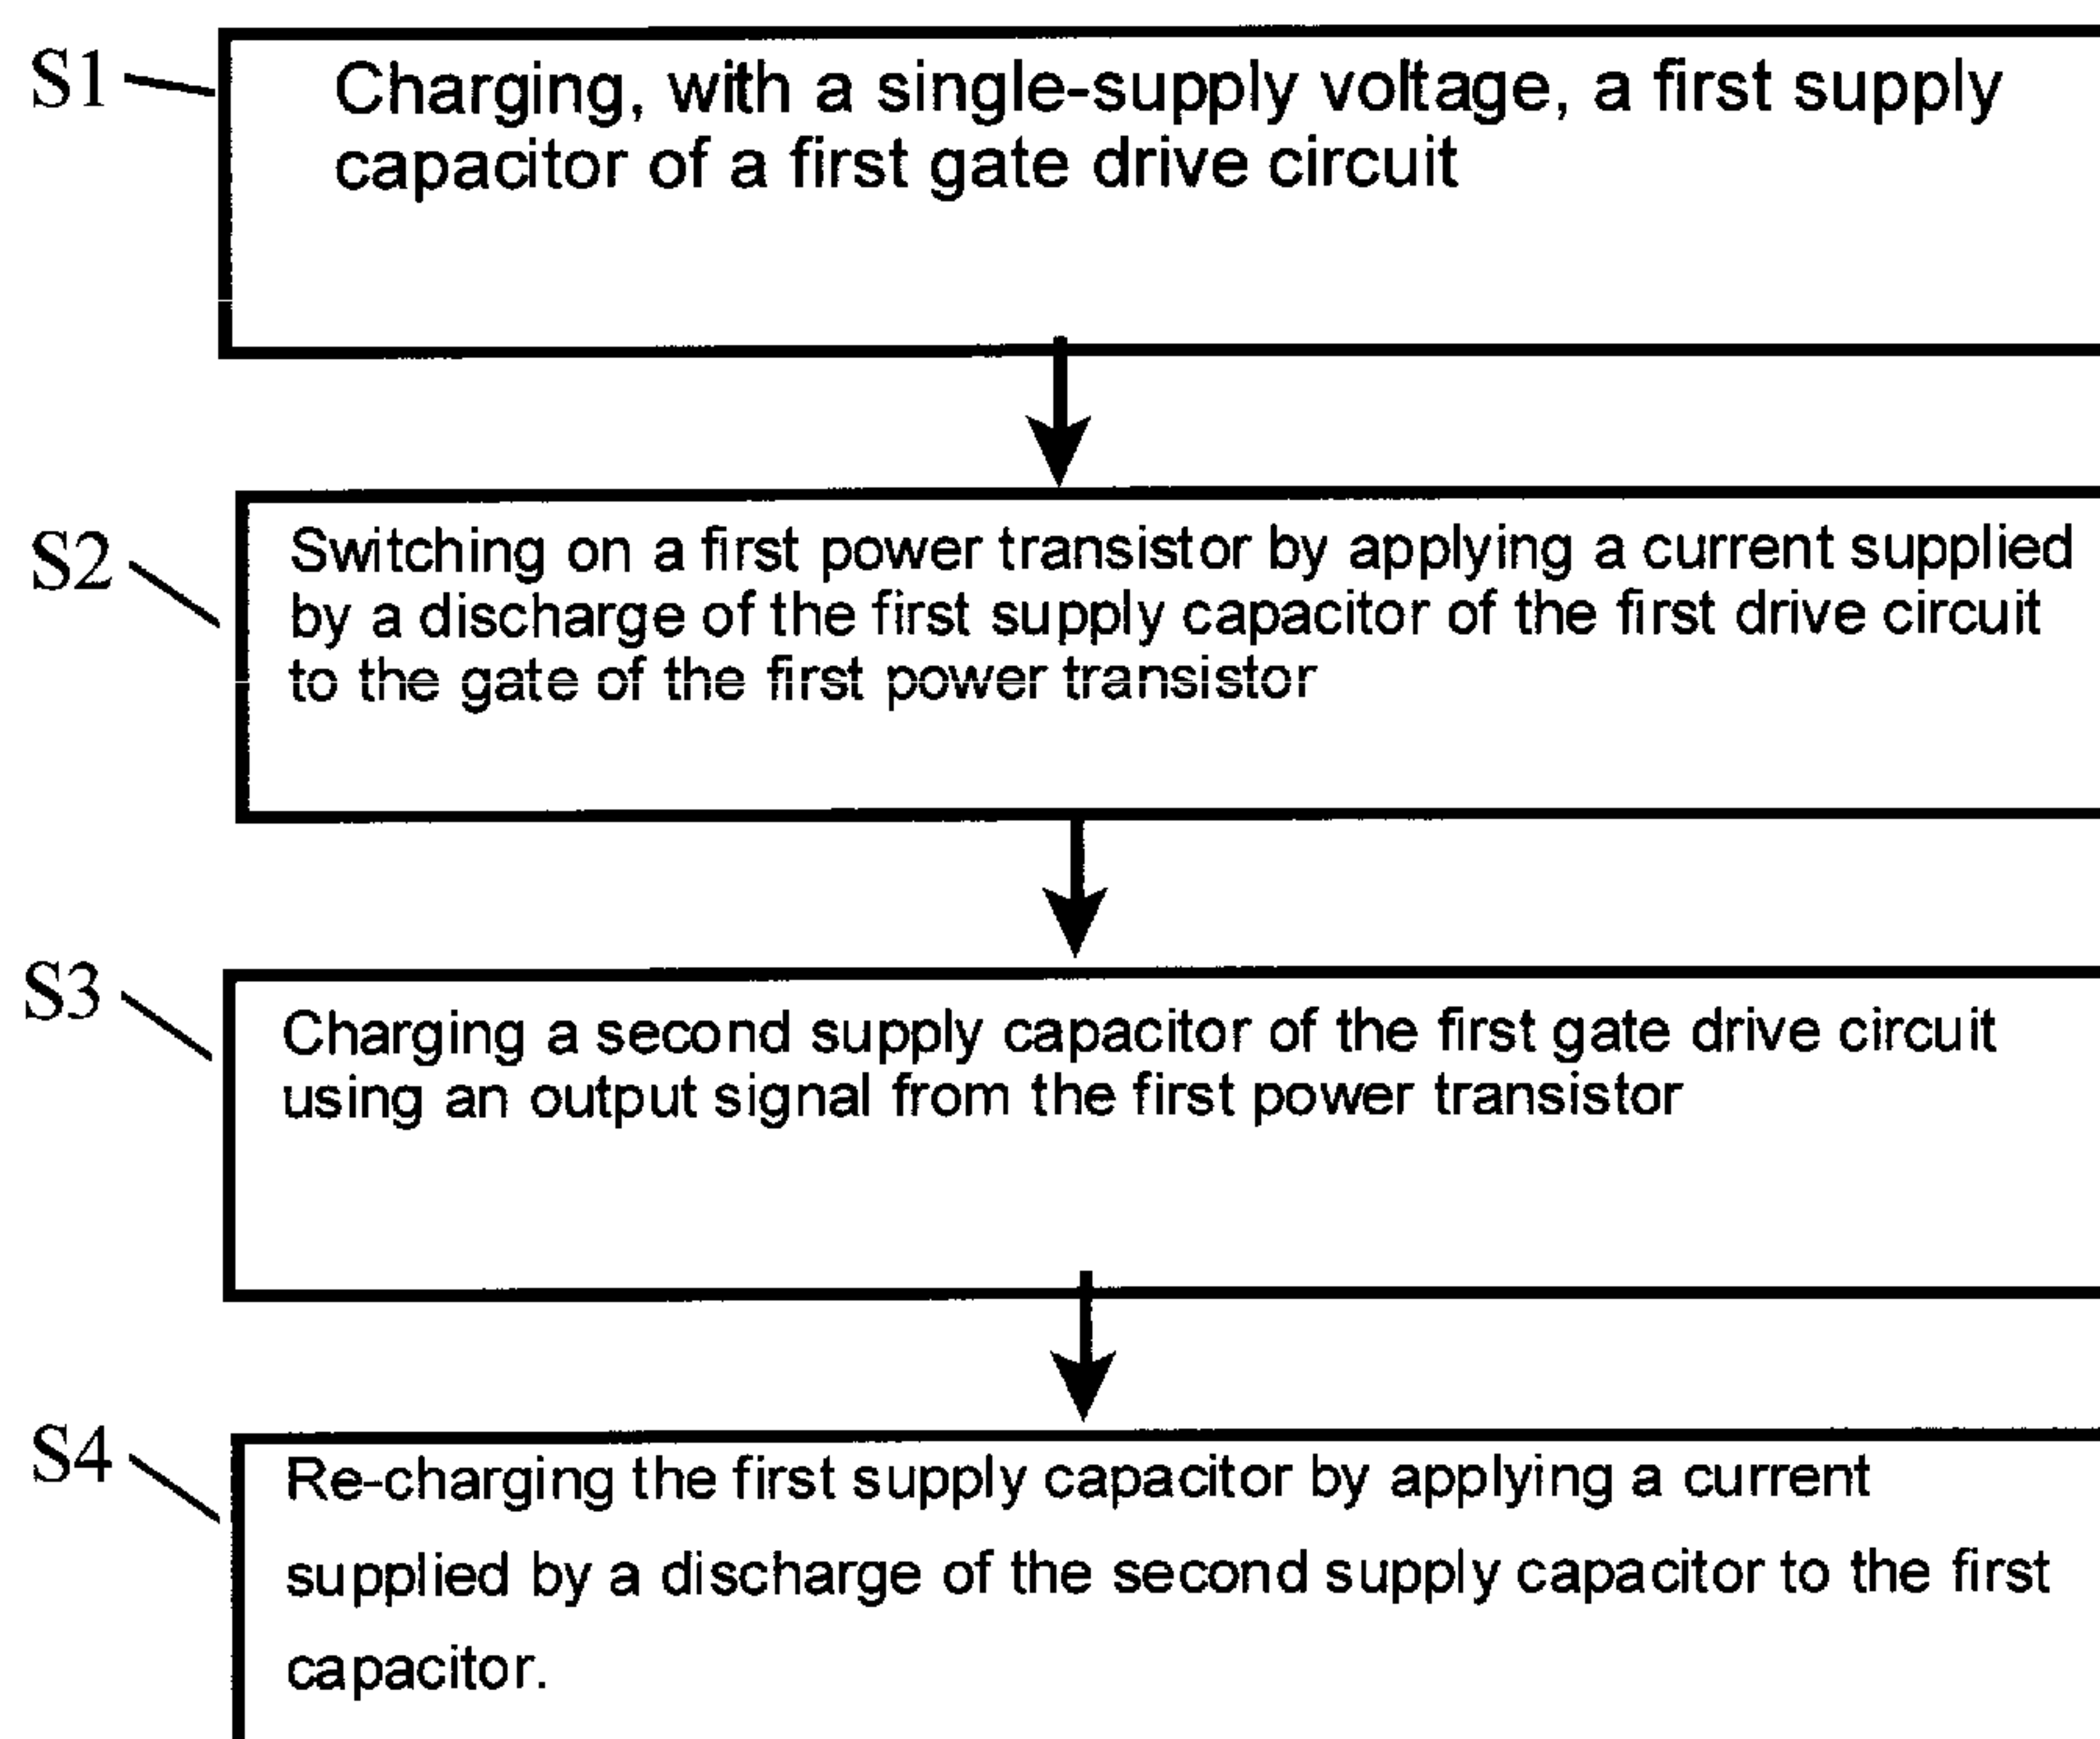 S1
Charging, with a single-supply voltage, a first supply
capacitor of a first gate drive circuit
S2
Switching on a first power transistor by applying a current supplied
by a discharge of the first supply capacitor of the first drive circuit
to the gate of the first power transistor
S3
Charging a second supply capacitor of the first gate drive circuit
using an output signal from the first power transistor
S4
Re-charging the first supply capacitor by applying a current
supplied by a discharge of the second supply capacitor to the first
capacitor.